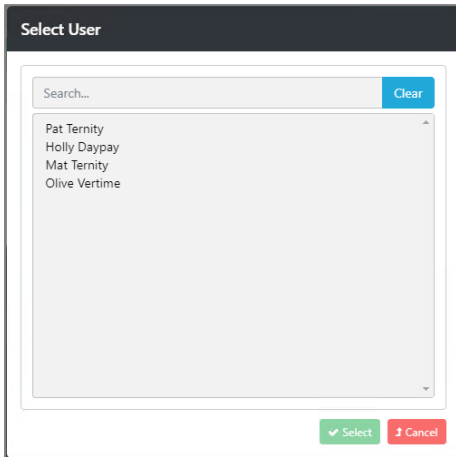 Select User
Search... Clear
Pat Ternity
Holly Daypay
Mat Ternity
Olive Vertime
Select Cancel